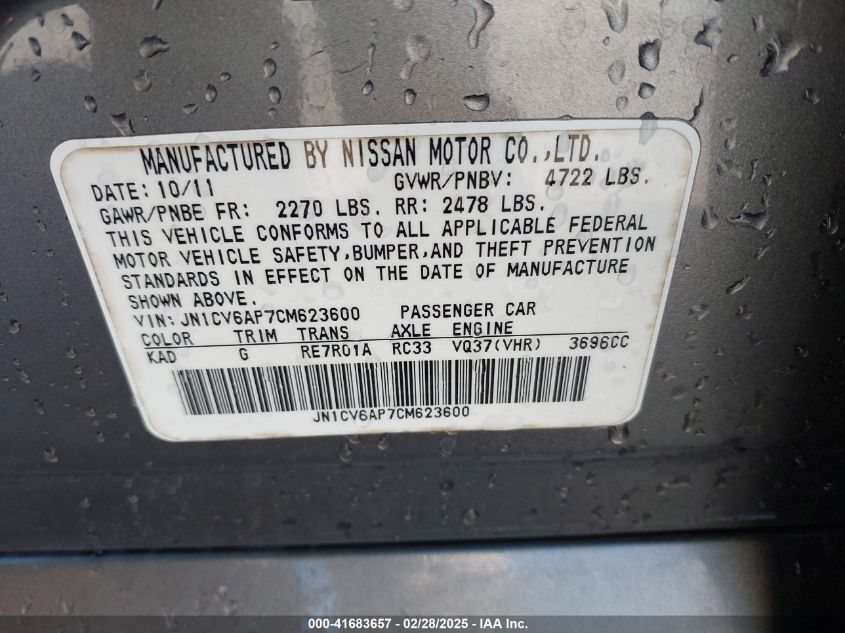 MANUFACTURED BY NISSAN MOTOR CO.,LTD.
DATE: 10/11 GVWR/PNBV: 4722 LBS.
GAWR/PNBE FR: 2270 LBS. RR: 2478 LBS.
THIS VEHICLE CONFORMS TO ALL APPLICABLE FEDERAL
MOTOR VEHICLE SAFETY,BUMPER,AND THEFT PREVENTION
STANDARDS IN EFFECT ON THE DATE OF MANUFACTURE
SHOWN ABOVE.
VIN: JN1CV6AP7CM623600 PASSENGER CAR
COLOR TRIM TRANS AXLE ENGINE
KAD G RE7R01A RC33 VQ37(VHR) 3696CC
JN1CV6AP7CM623600
000-41683657 - 02/28/2025 - IAA Inc.